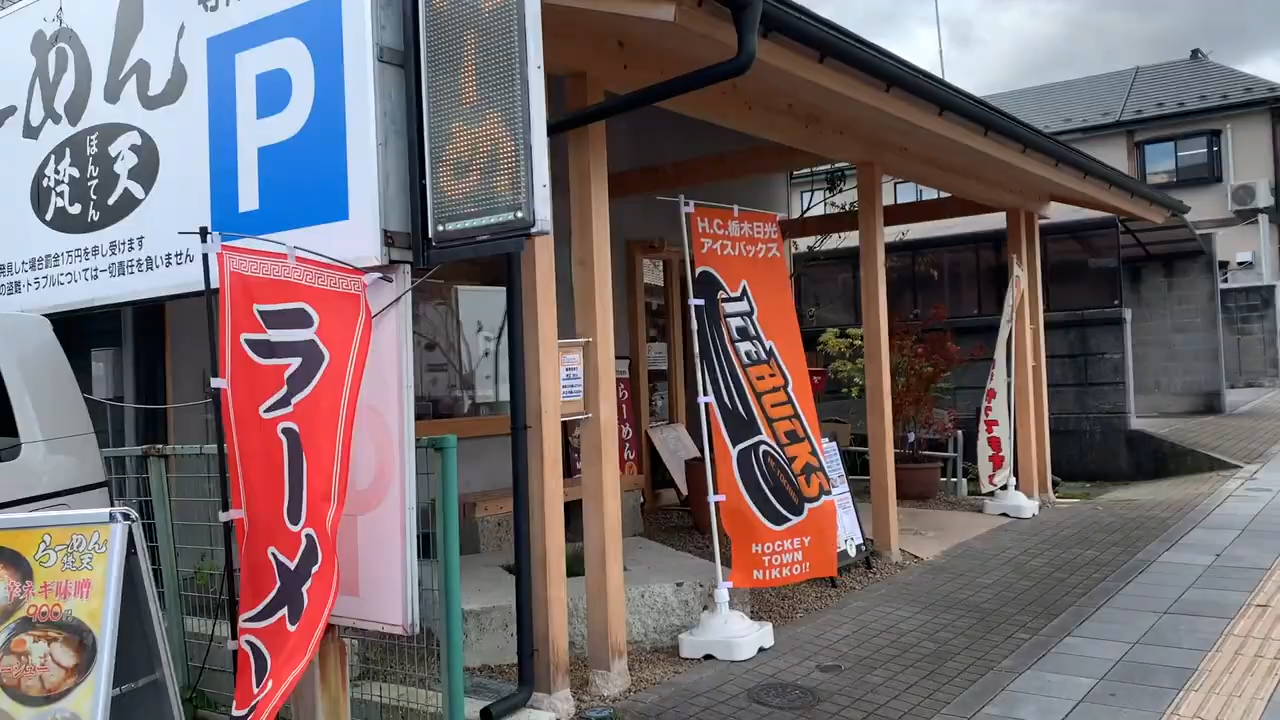 らーめん
梵天
ぼんてん
P
発見した場合罰金1万円を申し受けます
の盗難・トラブルについては一切責任を負いません
ラーメン
らーめん
梵天
辛ネギ味噌
900円
らーめん
H.C.栃木日光
アイスバックス
ICEBUCKS
HOCKEY
TOWN
NIKKO!!